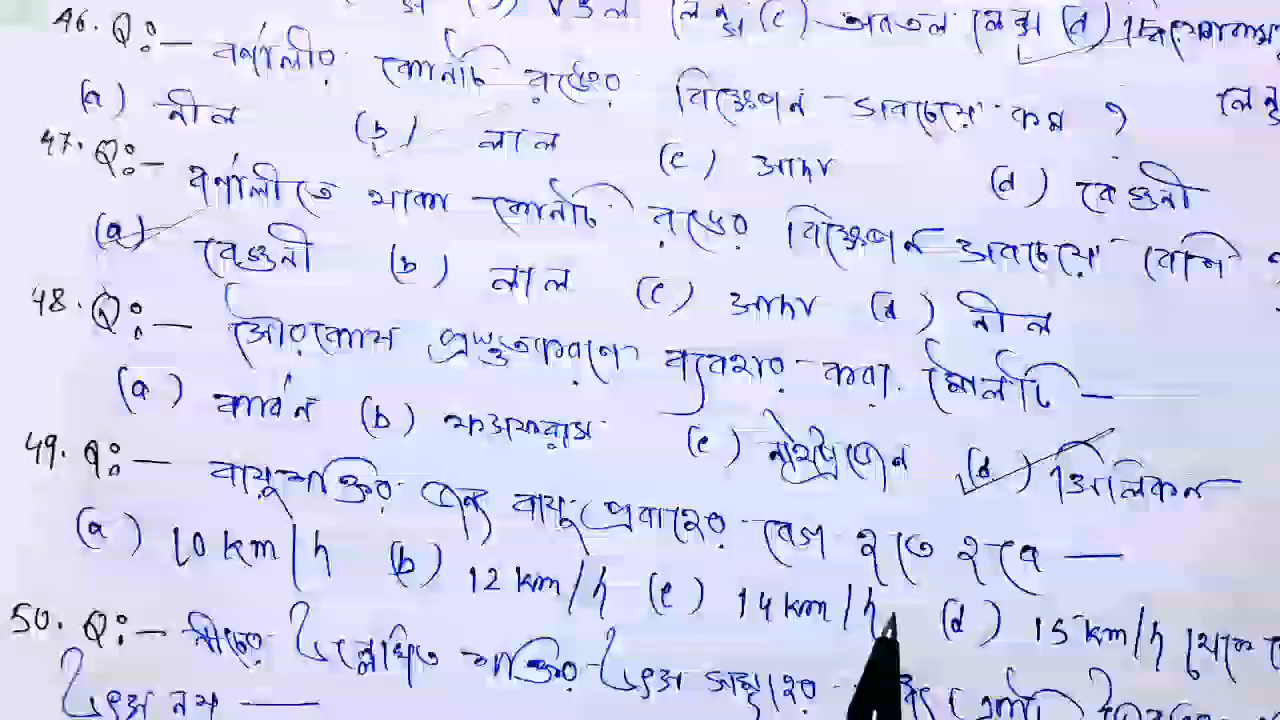 লেন্স (c) অবতল লেন্স (d)
46. Q:— বর্ণালীর কোনটি রঙের বিক্ষেপন সবচেয়ে কম ?
(a) নীল (b) লাল (c) সাদা (d) বেগুনী
47. Q:— বর্ণালীতে থাকা কোনটি রঙের বিক্ষেপন সবচেয়ে বেশি
(a) বেগুনী (b) লাল (c) সাদা (d) নীল
48. Q:— সৌরকোষ প্রস্তুতকরণে ব্যবহার করা মৌলটি —
(a) কার্বন (b) ফসফরাস (c) নাইট্রোজেন (d) সিলিকন
49. Q:— বায়ুশক্তির জন্য বায়ু প্রবাহের বেগ হতে হবে —
(a) 10 km/h (b) 12 km/h (c) 14 km/h (d) 15 km/h
50. Q:— নীচের উল্লেখিত শক্তির উৎস সমূহের
উৎস নয় —